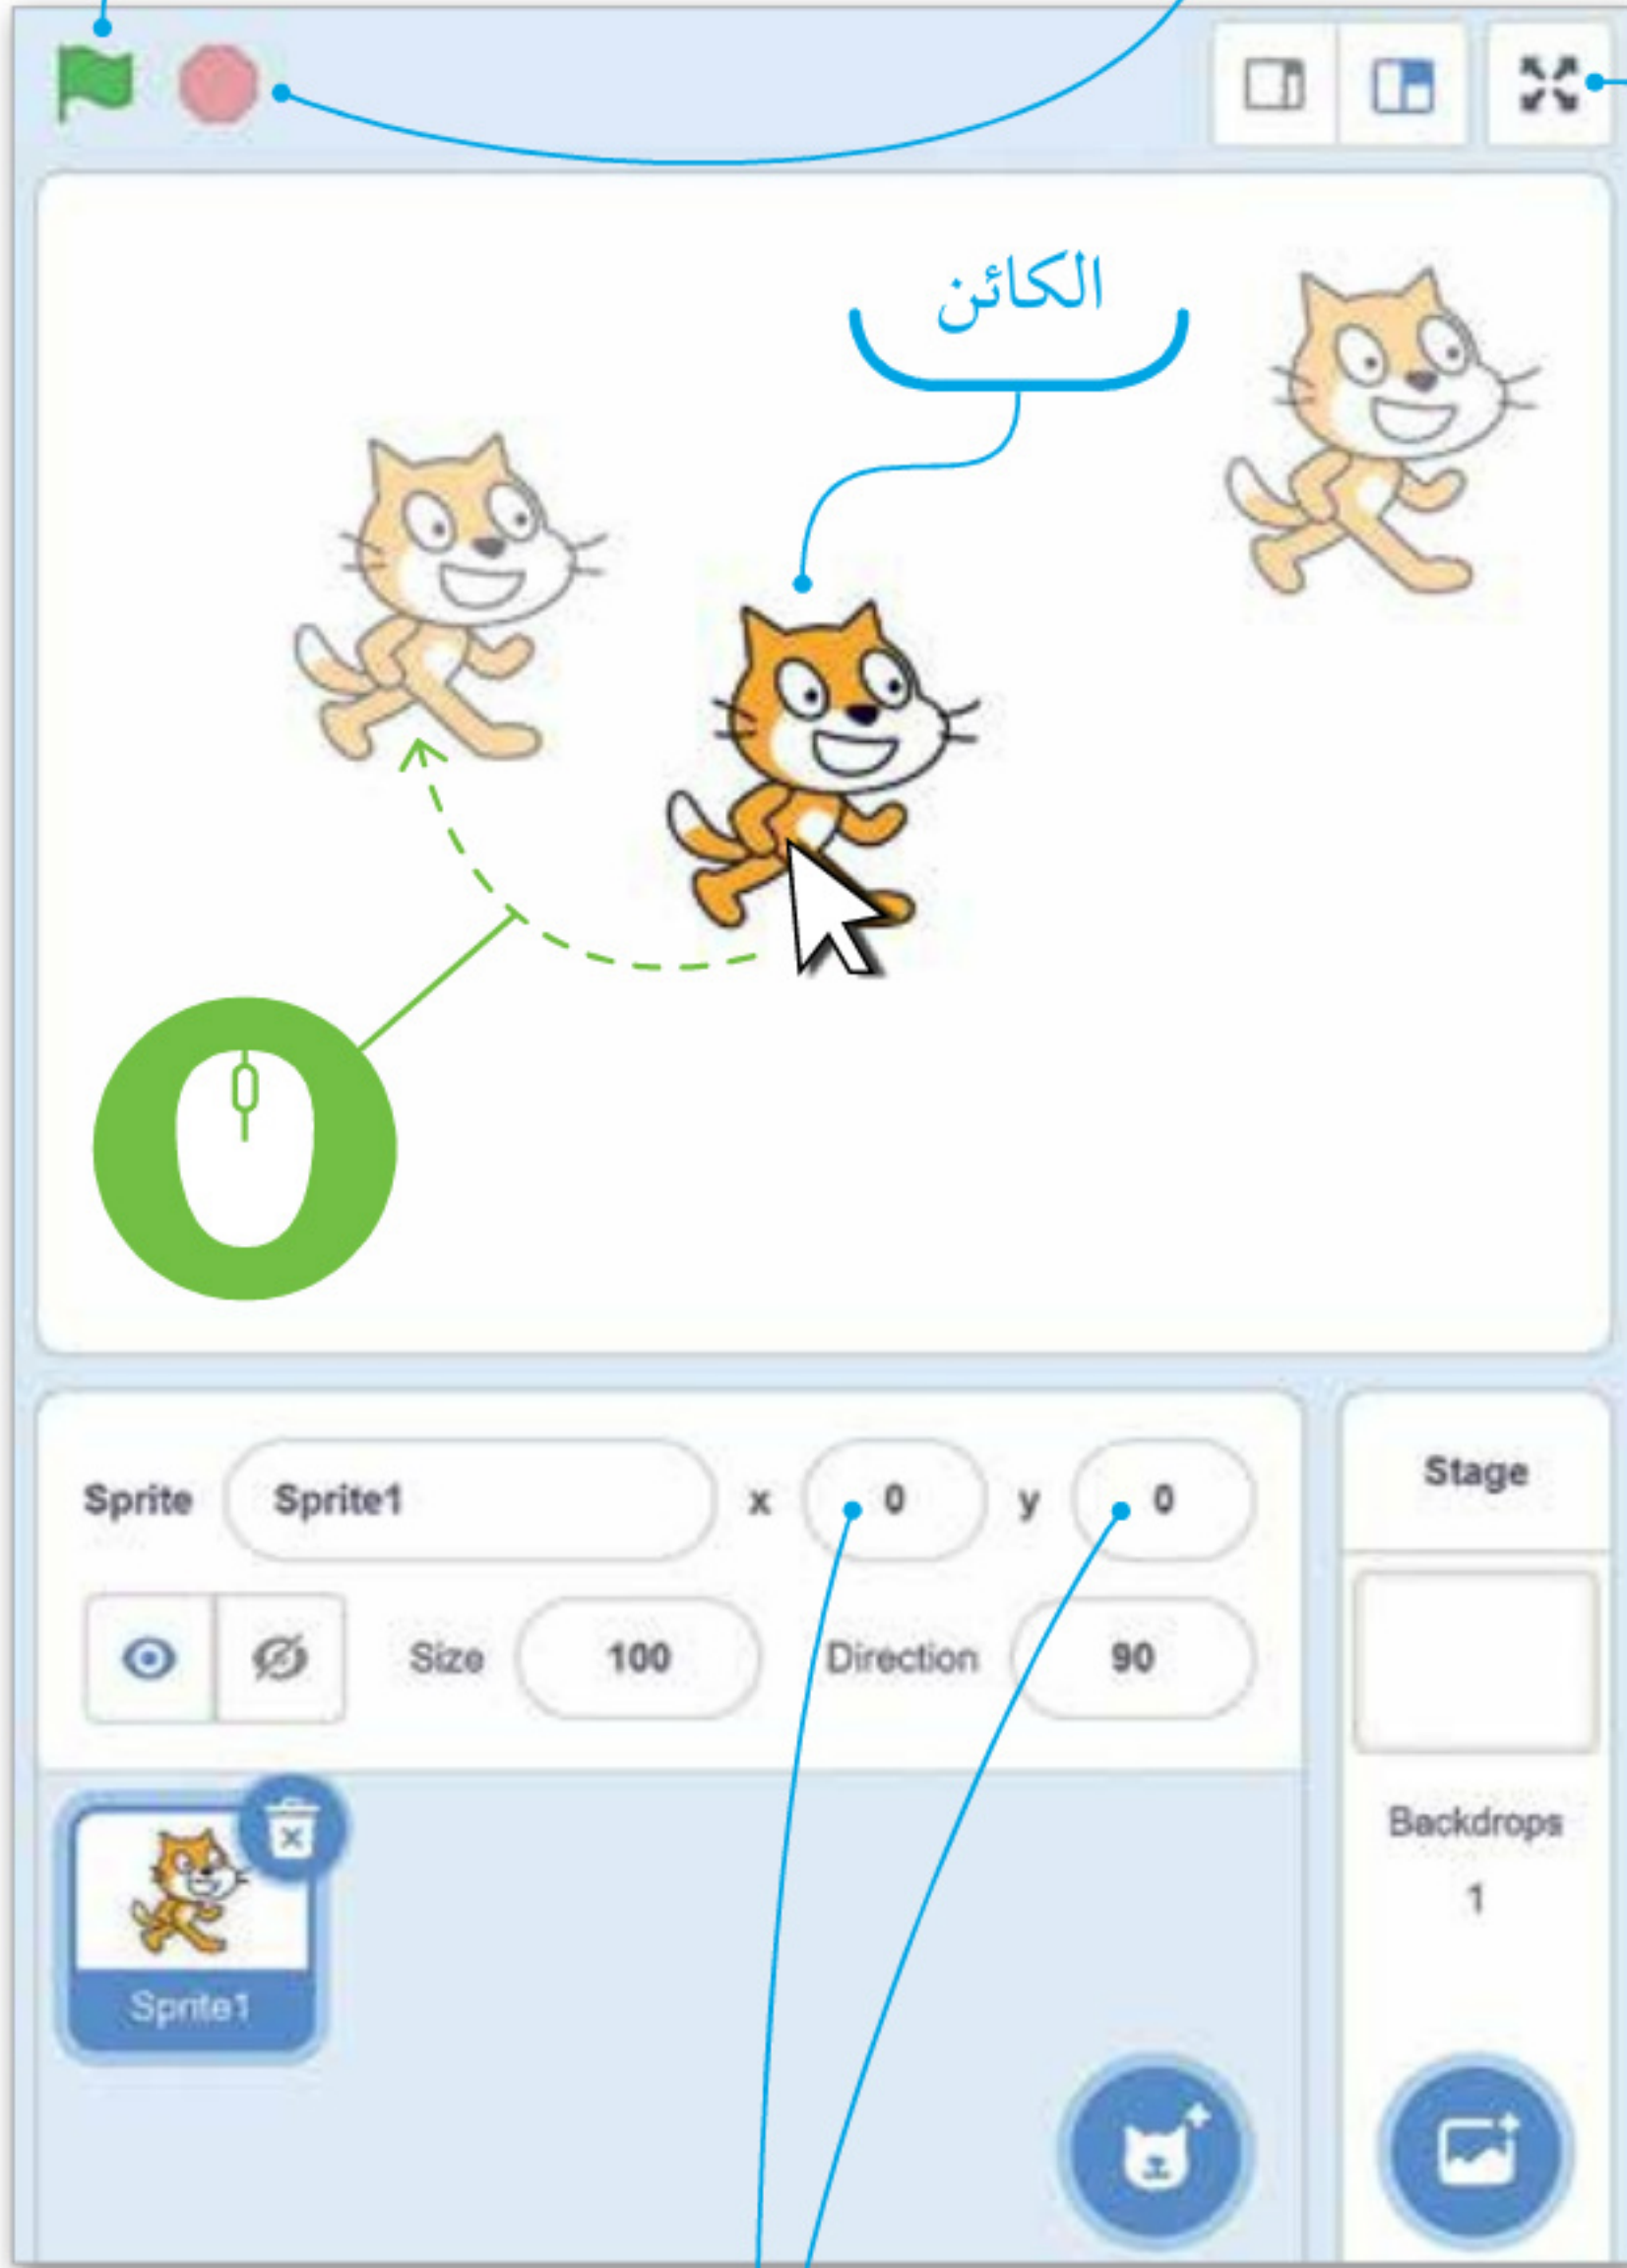 الكائن
Sprite Sprite1 x 0 y 0
Size 100 Direction 90
Stage
Backdrops
1
Sprite1